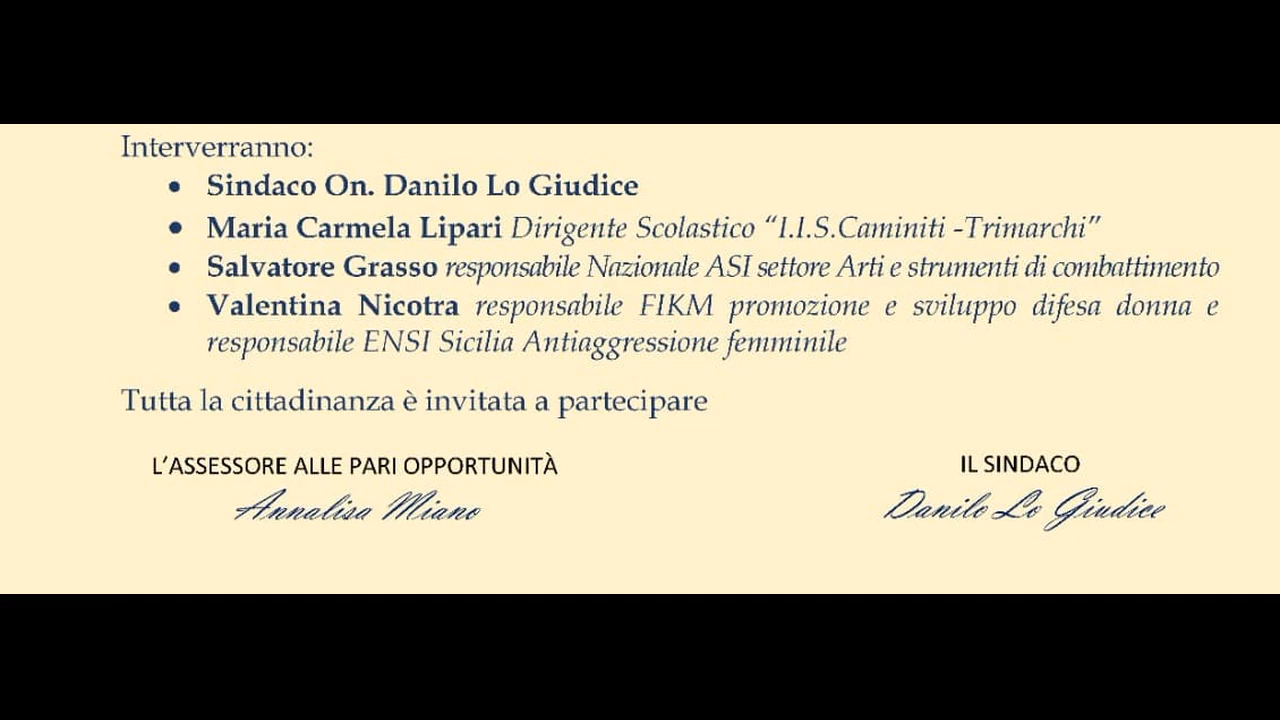 Interverranno:
• Sindaco On. Danilo Lo Giudice
• Maria Carmela Lipari Dirigente Scolastico “I.I.S.Caminiti -Trimarchi”
• Salvatore Grasso responsabile Nazionale ASI settore Arti e strumenti di combattimento
• Valentina Nicotra responsabile FIKM promozione e sviluppo difesa donna e
responsabile ENSI Sicilia Antiaggressione femminile
Tutta la cittadinanza è invitata a partecipare
L’ASSESSORE ALLE PARI OPPORTUNITÀ
Annalisa Miano
IL SINDACO
Danilo Lo Giudice